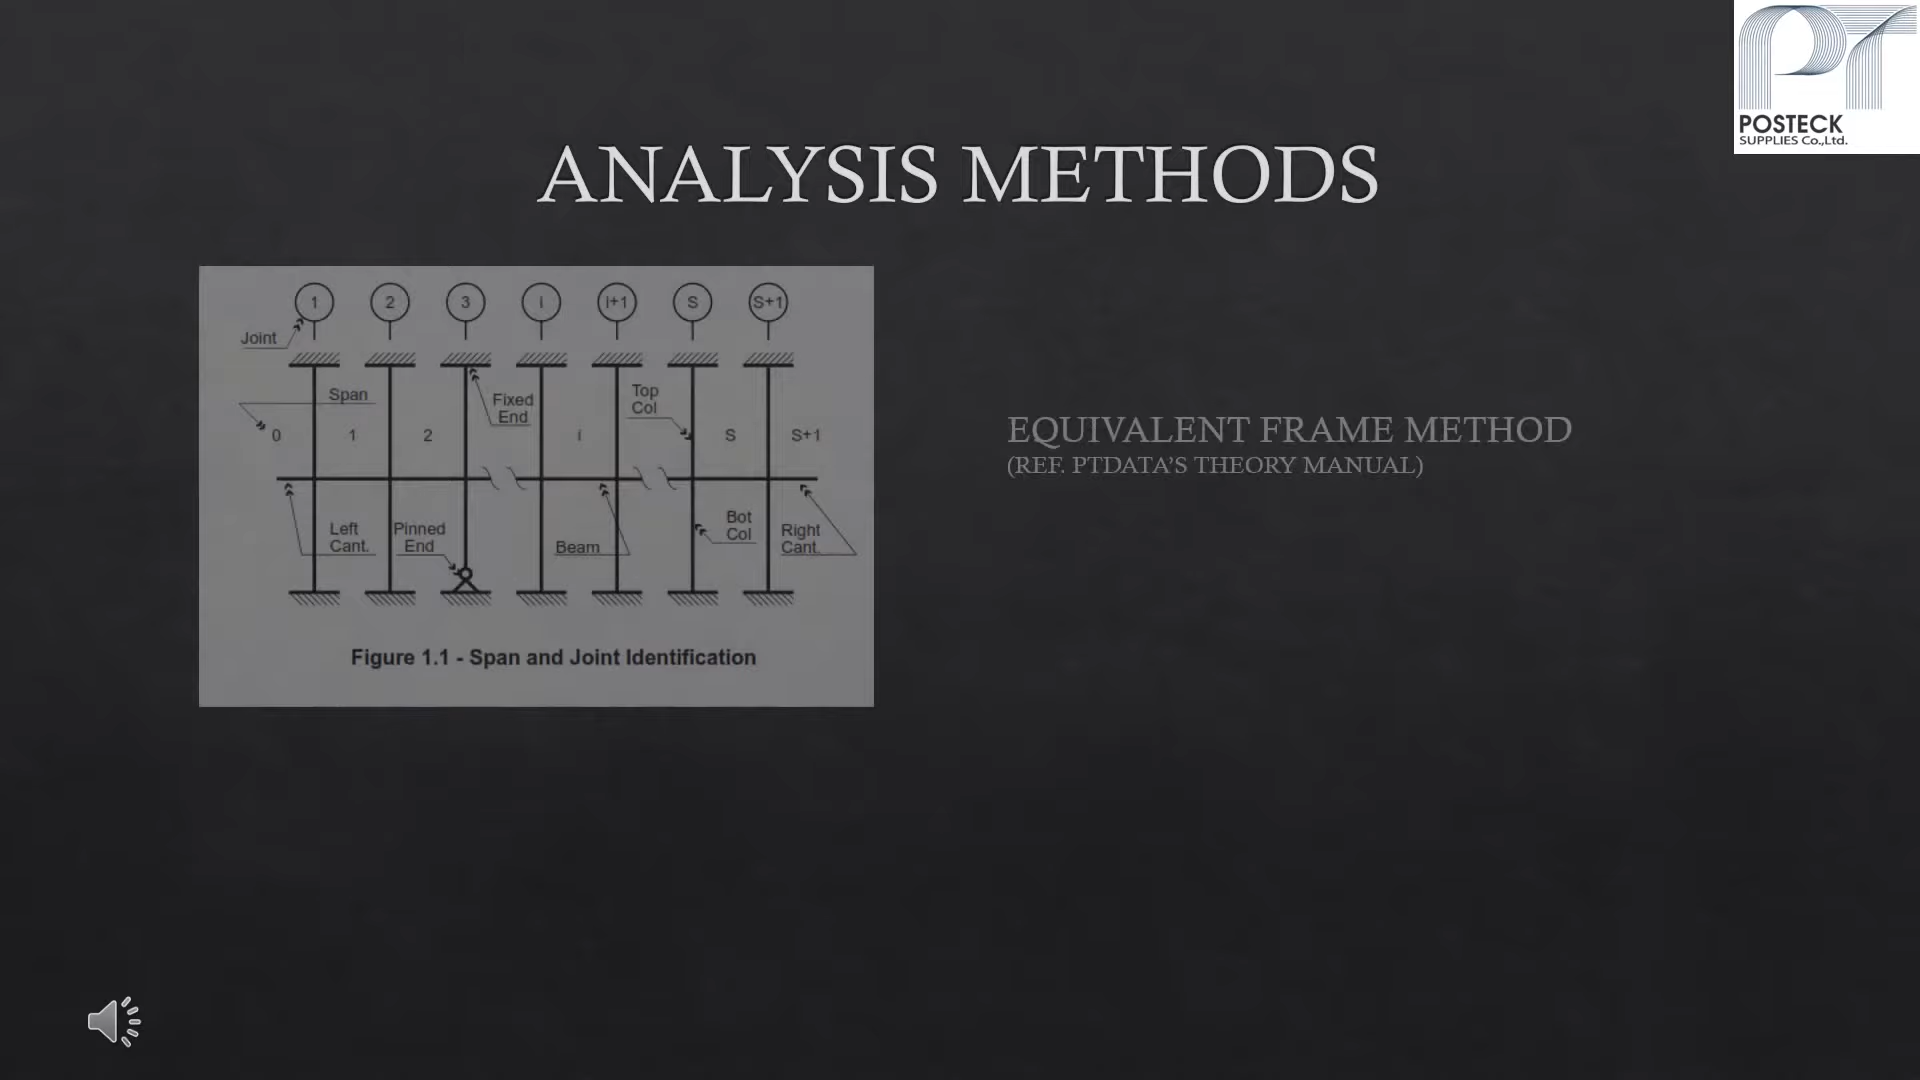 PT
POSTECK
SUPPLIES Co.,Ltd.
ANALYSIS METHODS
1 2 3 i i+1 S S+1
Joint
Span
Fixed
End
Top
Col
0 1 2 i S S+1
Left
Cant.
Pinned
End
Beam
Bot
Col
Right
Cant.
Figure 1.1 - Span and Joint Identification
EQUIVALENT FRAME METHOD
(REF. PTDATA’S THEORY MANUAL)